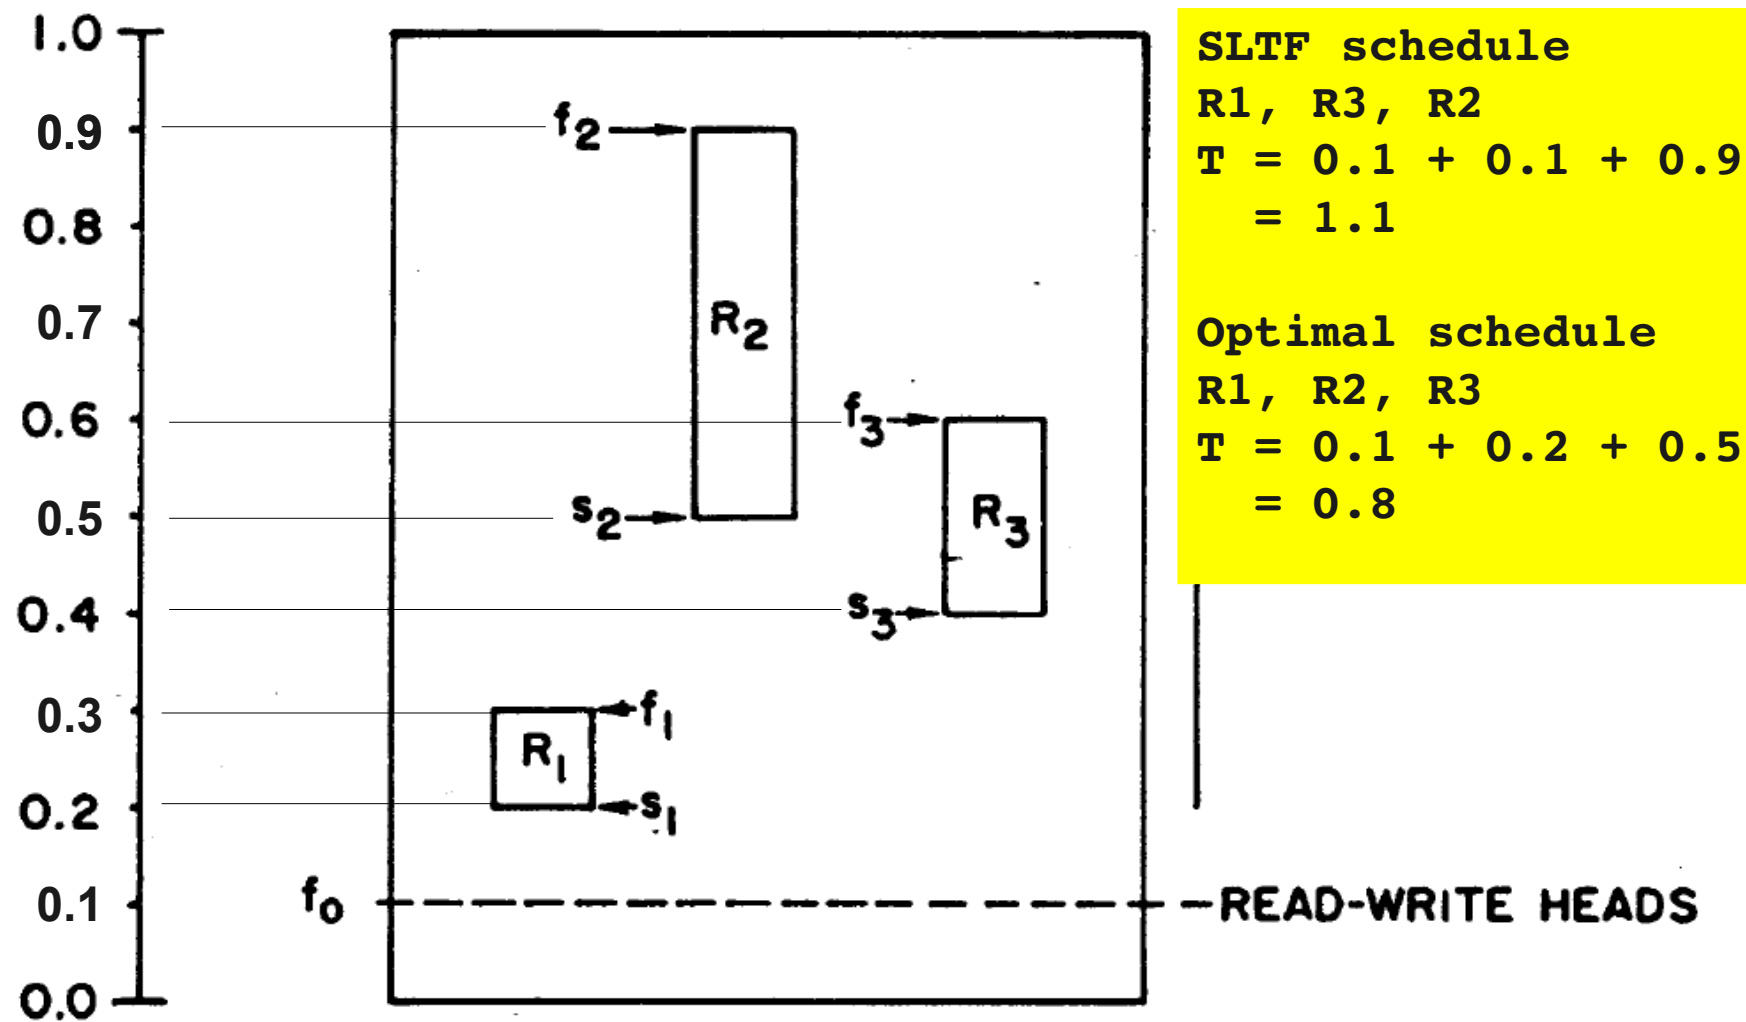 1.0
0.9
0.8
0.7
0.6
0.5
0.4
0.3
0.2
0.1
0.0
f2
R2
s2
f3
R3
s3
f1
R1
s1
f0
READ-WRITE HEADS
SLTF schedule
R1, R3, R2
T = 0.1 + 0.1 + 0.9
= 1.1
Optimal schedule
R1, R2, R3
T = 0.1 + 0.2 + 0.5
= 0.8